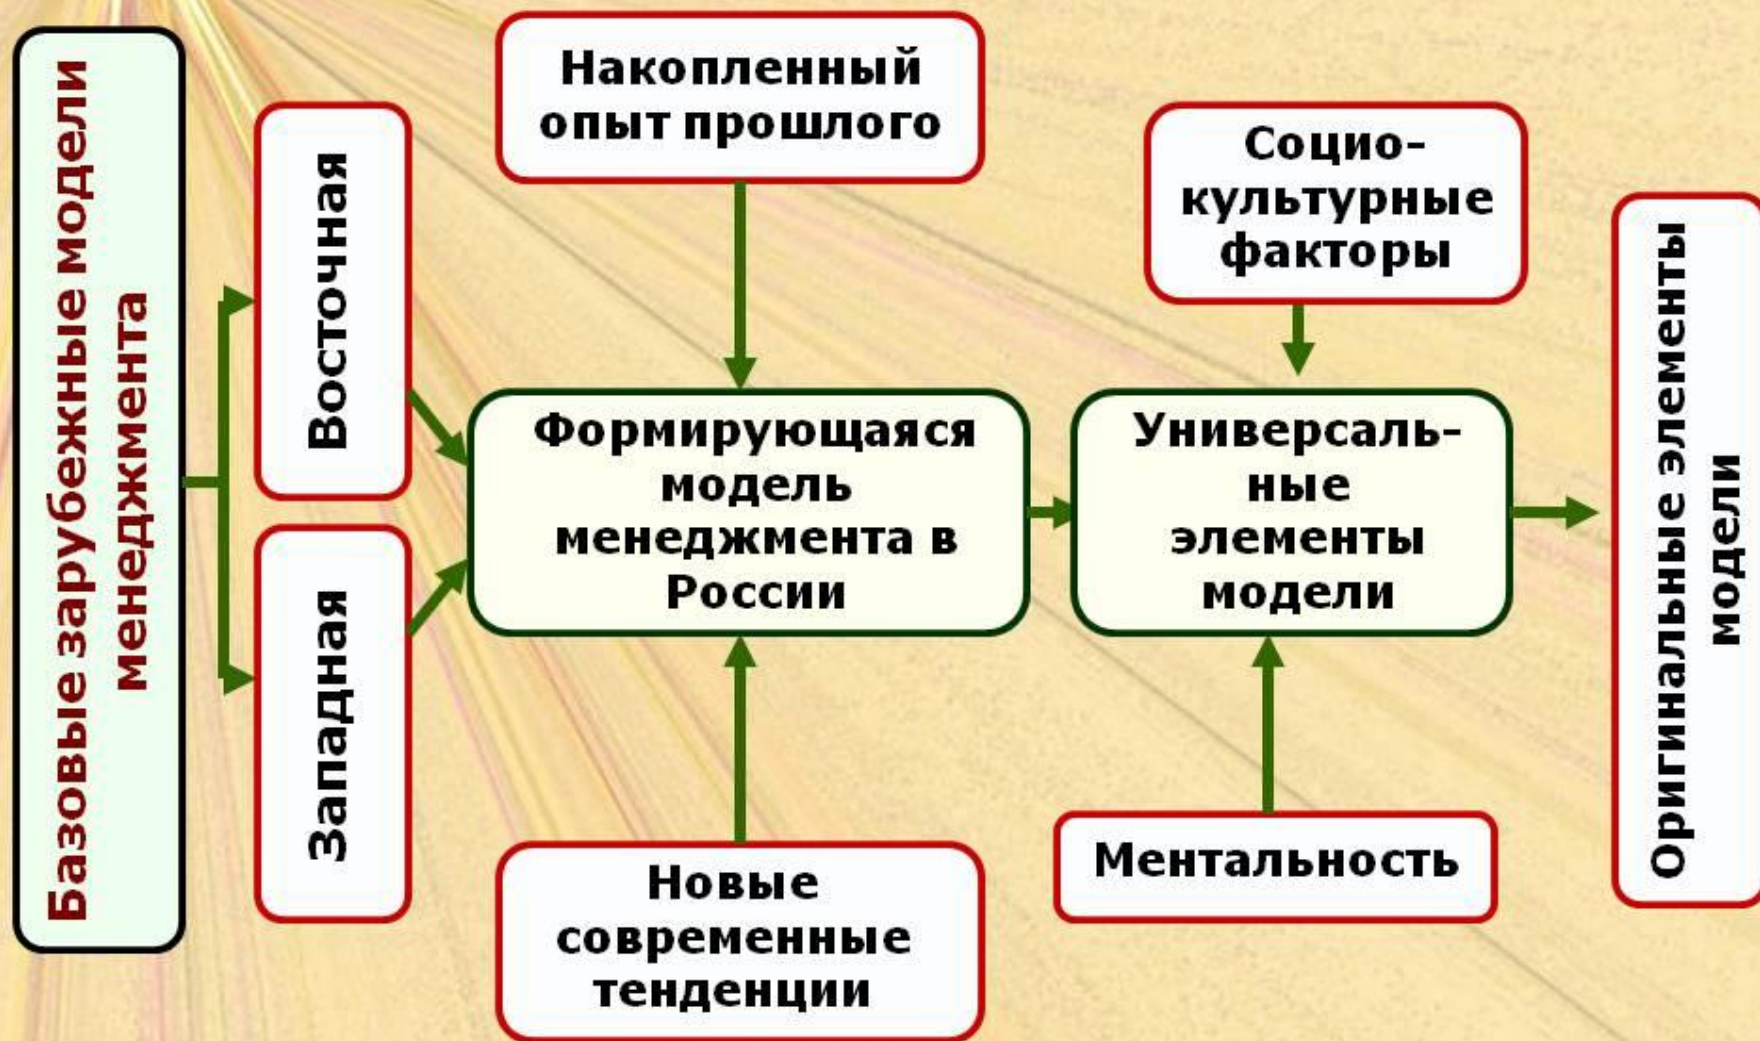 Базовые зарубежные модели
менеджмента
Восточная
Западная
Накопленный
опыт прошлого
Формирующаяся
модель
менеджмента в
России
Новые
современные
тенденции
Социо-
культурные
факторы
Универсаль-
ные
элементы
модели
Ментальность
Оригинальные элементы
модели